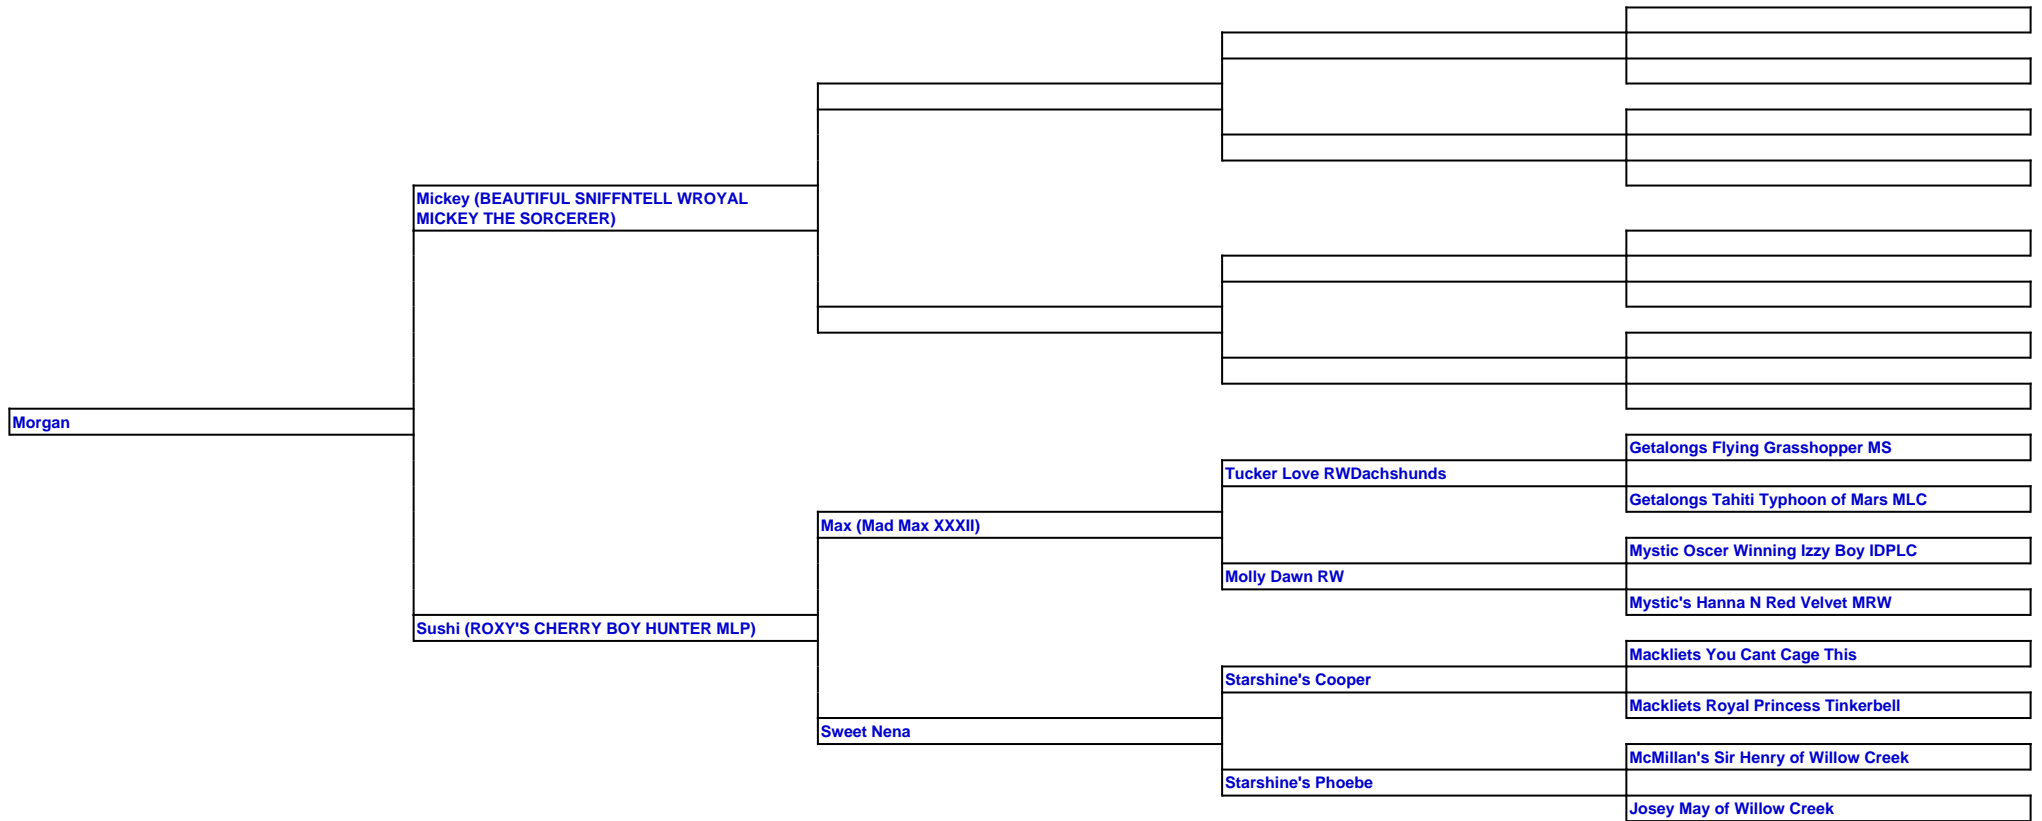 Mickey (BEAUTIFUL SNIFFNTELL WROYAL
MICKEY THE SORCERER)
Morgan
Getalongs Flying Grasshopper MS
Tucker Love RWDachshunds
Getalongs Tahiti Typhoon of Mars MLC
Max (Mad Max XXXII)
Mystic Oscer Winning Izzy Boy IDPLC
Molly Dawn RW
Mystic's Hanna N Red Velvet MRW
Sushi (ROXY'S CHERRY BOY HUNTER MLP)
Mackliets You Cant Cage This
Starshine's Cooper
Mackliets Royal Princess Tinkerbell
Sweet Nena
McMillan's Sir Henry of Willow Creek
Starshine's Phoebe
Josey May of Willow Creek